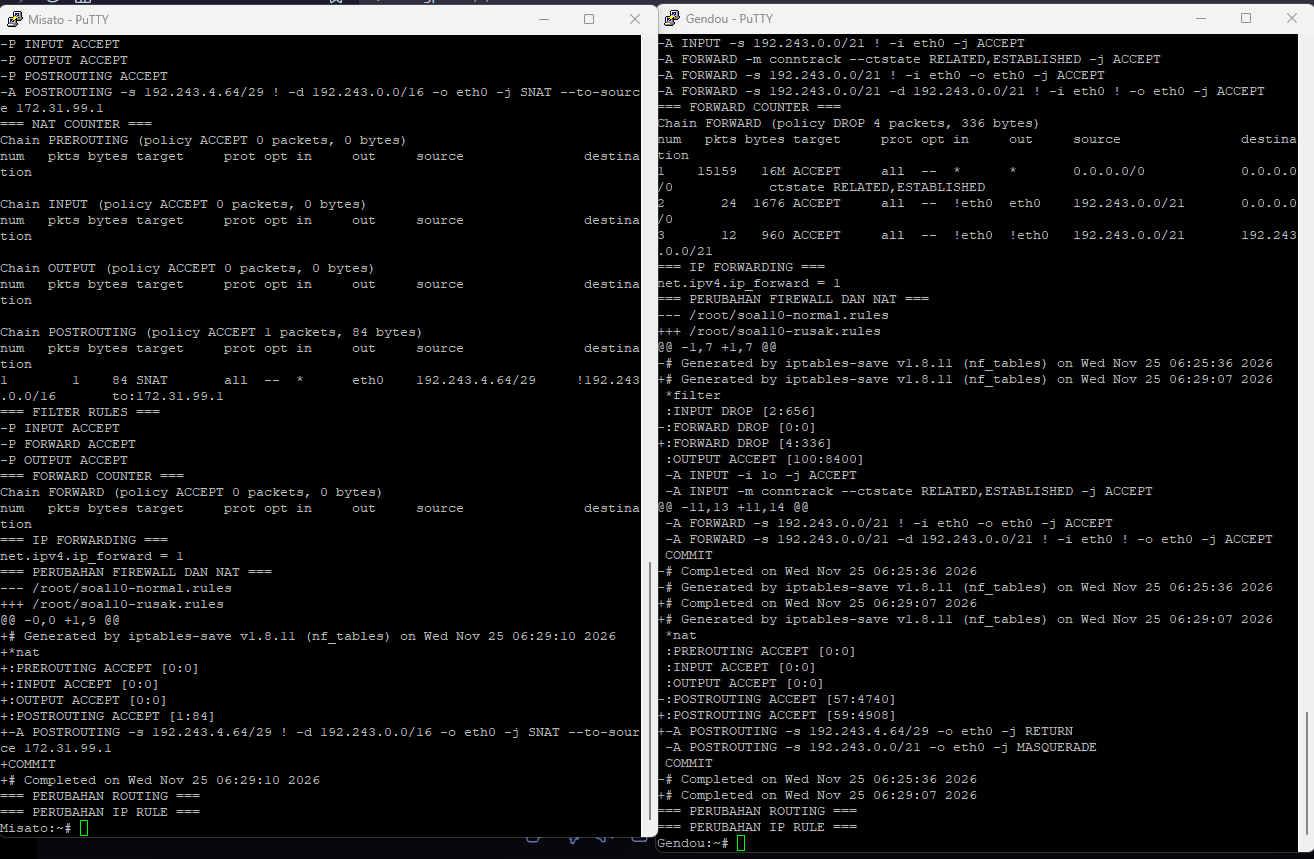 Misato - PuTTY
-P INPUT ACCEPT
-P OUTPUT ACCEPT
-P POSTROUTING ACCEPT
-A POSTROUTING -s 192.243.4.64/29 ! -d 192.243.0.0/16 -o eth0 -j SNAT --to-sourc
e 172.31.99.1
=== NAT COUNTER ===
Chain PREROUTING (policy ACCEPT 0 packets, 0 bytes)
num   pkts bytes target     prot opt in     out     source               destina
tion
Chain INPUT (policy ACCEPT 0 packets, 0 bytes)
num   pkts bytes target     prot opt in     out     source               destina
tion
Chain OUTPUT (policy ACCEPT 0 packets, 0 bytes)
num   pkts bytes target     prot opt in     out     source               destina
tion
Chain POSTROUTING (policy ACCEPT 1 packets, 84 bytes)
num   pkts bytes target     prot opt in     out     source               destina
tion
1        1    84 SNAT       all  --  *      eth0    192.243.4.64/29     !192.243
.0.0/16       to:172.31.99.1
=== FILTER RULES ===
-P INPUT ACCEPT
-P FORWARD ACCEPT
-P OUTPUT ACCEPT
=== FORWARD COUNTER ===
Chain FORWARD (policy ACCEPT 0 packets, 0 bytes)
num   pkts bytes target     prot opt in     out     source               destina
tion
=== IP FORWARDING ===
net.ipv4.ip_forward = 1
=== PERUBAHAN FIREWALL DAN NAT ===
--- /root/soal10-normal.rules
+++ /root/soal10-rusak.rules
@@ -0,0 +1,9 @@
+# Generated by iptables-save v1.8.11 (nf_tables) on Wed Nov 25 06:29:10 2026
+*nat
+:PREROUTING ACCEPT [0:0]
+:INPUT ACCEPT [0:0]
+:OUTPUT ACCEPT [0:0]
+:POSTROUTING ACCEPT [1:84]
+-A POSTROUTING -s 192.243.4.64/29 ! -d 192.243.0.0/16 -o eth0 -j SNAT --to-sour
ce 172.31.99.1
+COMMIT
+# Completed on Wed Nov 25 06:29:10 2026
=== PERUBAHAN ROUTING ===
=== PERUBAHAN IP RULE ===
Misato:~#
Gendou - PuTTY
-A INPUT -s 192.243.0.0/21 ! -i eth0 -j ACCEPT
-A FORWARD -m conntrack --ctstate RELATED,ESTABLISHED -j ACCEPT
-A FORWARD -s 192.243.0.0/21 ! -i eth0 -o eth0 -j ACCEPT
-A FORWARD -s 192.243.0.0/21 -d 192.243.0.0/21 ! -i eth0 ! -o eth0 -j ACCEPT
=== FORWARD COUNTER ===
Chain FORWARD (policy DROP 4 packets, 336 bytes)
num   pkts bytes target     prot opt in     out     source               destina
tion
1    15159   16M ACCEPT     all  --  *      *       0.0.0.0/0            0.0.0.0
/0            ctstate RELATED,ESTABLISHED
2       24  1676 ACCEPT     all  --  !eth0  eth0    192.243.0.0/21       0.0.0.0
/0
3       12   960 ACCEPT     all  --  !eth0  !eth0   192.243.0.0/21       192.243
.0.0/21
=== IP FORWARDING ===
net.ipv4.ip_forward = 1
=== PERUBAHAN FIREWALL DAN NAT ===
--- /root/soal10-normal.rules
+++ /root/soal10-rusak.rules
@@ -1,7 +1,7 @@
-# Generated by iptables-save v1.8.11 (nf_tables) on Wed Nov 25 06:25:36 2026
+# Generated by iptables-save v1.8.11 (nf_tables) on Wed Nov 25 06:29:07 2026
 *filter
 :INPUT DROP [2:656]
-:FORWARD DROP [0:0]
+:FORWARD DROP [4:336]
 :OUTPUT ACCEPT [100:8400]
 -A INPUT -i lo -j ACCEPT
 -A INPUT -m conntrack --ctstate RELATED,ESTABLISHED -j ACCEPT
@@ -11,13 +11,14 @@
 -A FORWARD -s 192.243.0.0/21 ! -i eth0 -o eth0 -j ACCEPT
 -A FORWARD -s 192.243.0.0/21 -d 192.243.0.0/21 ! -i eth0 ! -o eth0 -j ACCEPT
 COMMIT
-# Completed on Wed Nov 25 06:25:36 2026
-# Generated by iptables-save v1.8.11 (nf_tables) on Wed Nov 25 06:25:36 2026
+# Completed on Wed Nov 25 06:29:07 2026
+# Generated by iptables-save v1.8.11 (nf_tables) on Wed Nov 25 06:29:07 2026
 *nat
 :PREROUTING ACCEPT [0:0]
 :INPUT ACCEPT [0:0]
 :OUTPUT ACCEPT [0:0]
-:POSTROUTING ACCEPT [57:4740]
+:POSTROUTING ACCEPT [59:4908]
+-A POSTROUTING -s 192.243.4.64/29 -o eth0 -j RETURN
 -A POSTROUTING -s 192.243.0.0/21 -o eth0 -j MASQUERADE
 COMMIT
-# Completed on Wed Nov 25 06:25:36 2026
+# Completed on Wed Nov 25 06:29:07 2026
=== PERUBAHAN ROUTING ===
=== PERUBAHAN IP RULE ===
Gendou:~#